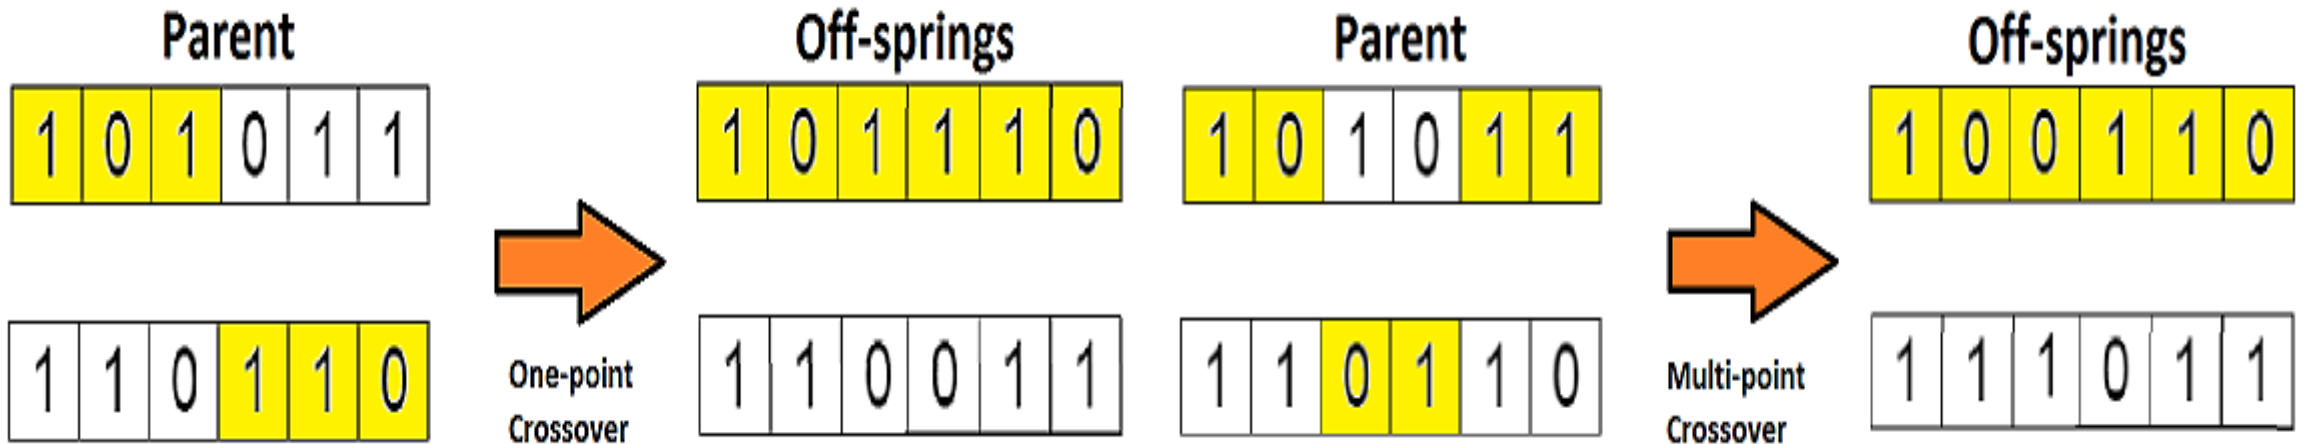 Parent Off-springs Parent Off-springs
1 0 1 0 1 1 1 0 1 1 1 0 1 0 1 0 1 1 1 0 0 1 1 0
1 1 0 1 1 0 1 1 0 0 1 1 1 1 0 1 1 0 1 1 1 0 1 1
One-point Multi-point
Crossover Crossover